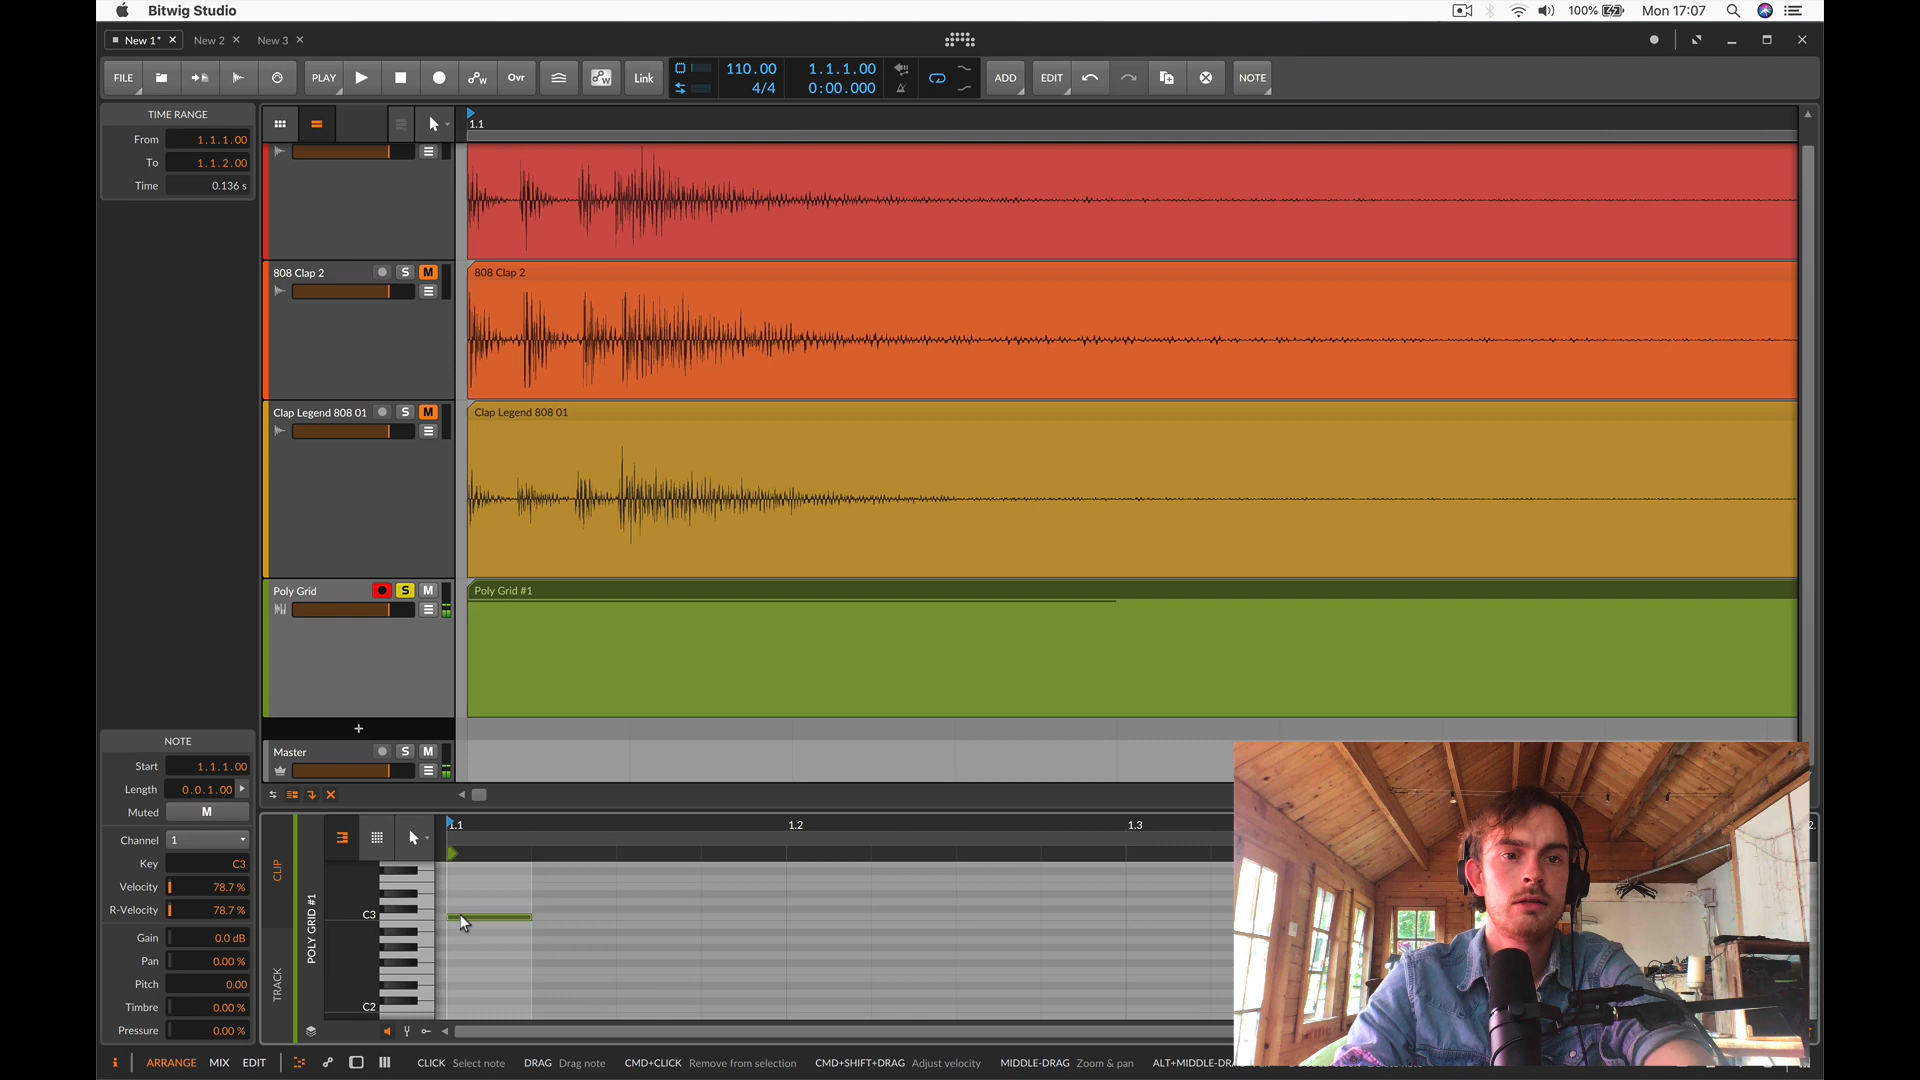 Bitwig Studio
100%
Mon 17:07
New 1*
New 2
New 3
FILE
PLAY
Ovr
Link
110.00
4/4
1.1.1.00
0:00.000
ADD
EDIT
NOTE
TIME RANGE
From 1.1.1.00
To 1.1.2.00
Time 0.136 s
1.1
808 Clap 2
S
M
808 Clap 2
Clap Legend 808 01
S
M
Clap Legend 808 01
Poly Grid
S
M
Poly Grid #1
+
Master
S
M
NOTE
Start 1.1.1.00
Length 0.0.1.00
Muted M
Channel 1
Key C3
Velocity 78.7 %
R-Velocity 78.7 %
Gain 0.0 dB
Pan 0.00 %
Pitch 0.00
Timbre 0.00 %
Pressure 0.00 %
CLIP
TRACK
POLY GRID #1
1.1
1.2
1.3
2.
C3
C2
i
ARRANGE
MIX
EDIT
CLICK Select note
DRAG Drag note
CMD+CLICK Remove from selection
CMD+SHIFT+DRAG Adjust velocity
MIDDLE-DRAG Zoom & pan